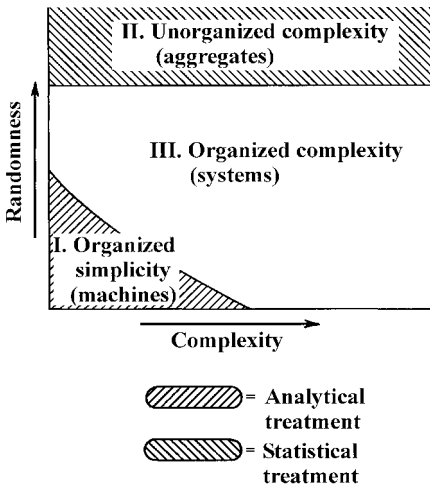 II. Unorganized complexity
(aggregates)
Randomness
III. Organized complexity
(systems)
I. Organized
simplicity
(machines)
Complexity
= Analytical
treatment
= Statistical
treatment